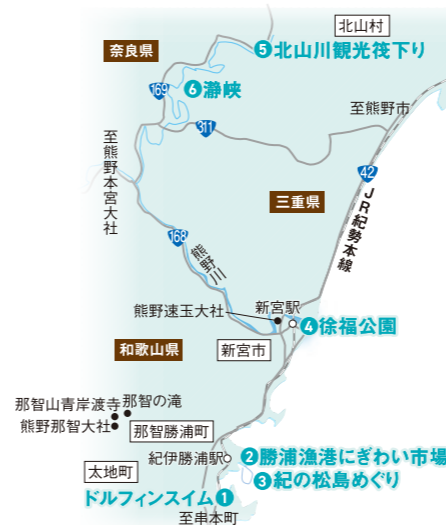 北山村
奈良県
❺北山川観光筏下り
169
❻瀞峡
至熊野市
311
至熊野本宮大社
42
三重県
JR紀勢本線
168
熊野川
新宮駅
熊野速玉大社
❹徐福公園
和歌山県
新宮市
那智山青岸渡寺
那智の滝
熊野那智大社
那智勝浦町
紀伊勝浦駅
❷勝浦漁港にぎわい市場
太地町
❸紀の松島めぐり
ドルフィンスイム❶
至串本町